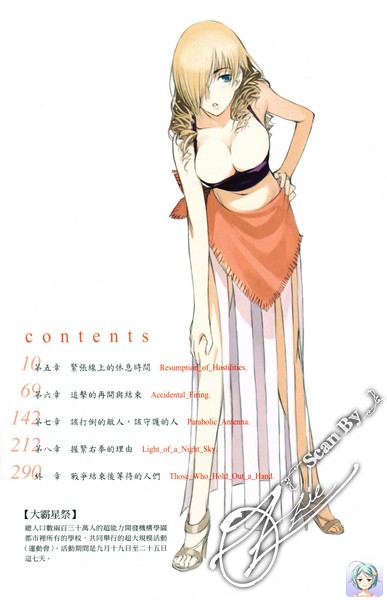 contents
10 第五章 緊張線上的休息時間 Resumption_of_Hostilities.
69 第六章 追擊的再開與結束 Accidental_Firing.
142 第七章 該打倒的敵人，該守護的人 Parabolic_Antenna.
212 第八章 握緊右拳的理由 Light_of_a_Night_Sky.
290 終 章 戰爭結束後等待的人們 Those_Who_Hold_Out_a_Hand.
【大霸星祭】
總人口數兩百三十萬人的超能力開發機構學園
都市裡所有的學校，共同舉行的超大規模活動
（運動會）。活動期間是九月十九日至二十五日
這七天。
Scan By